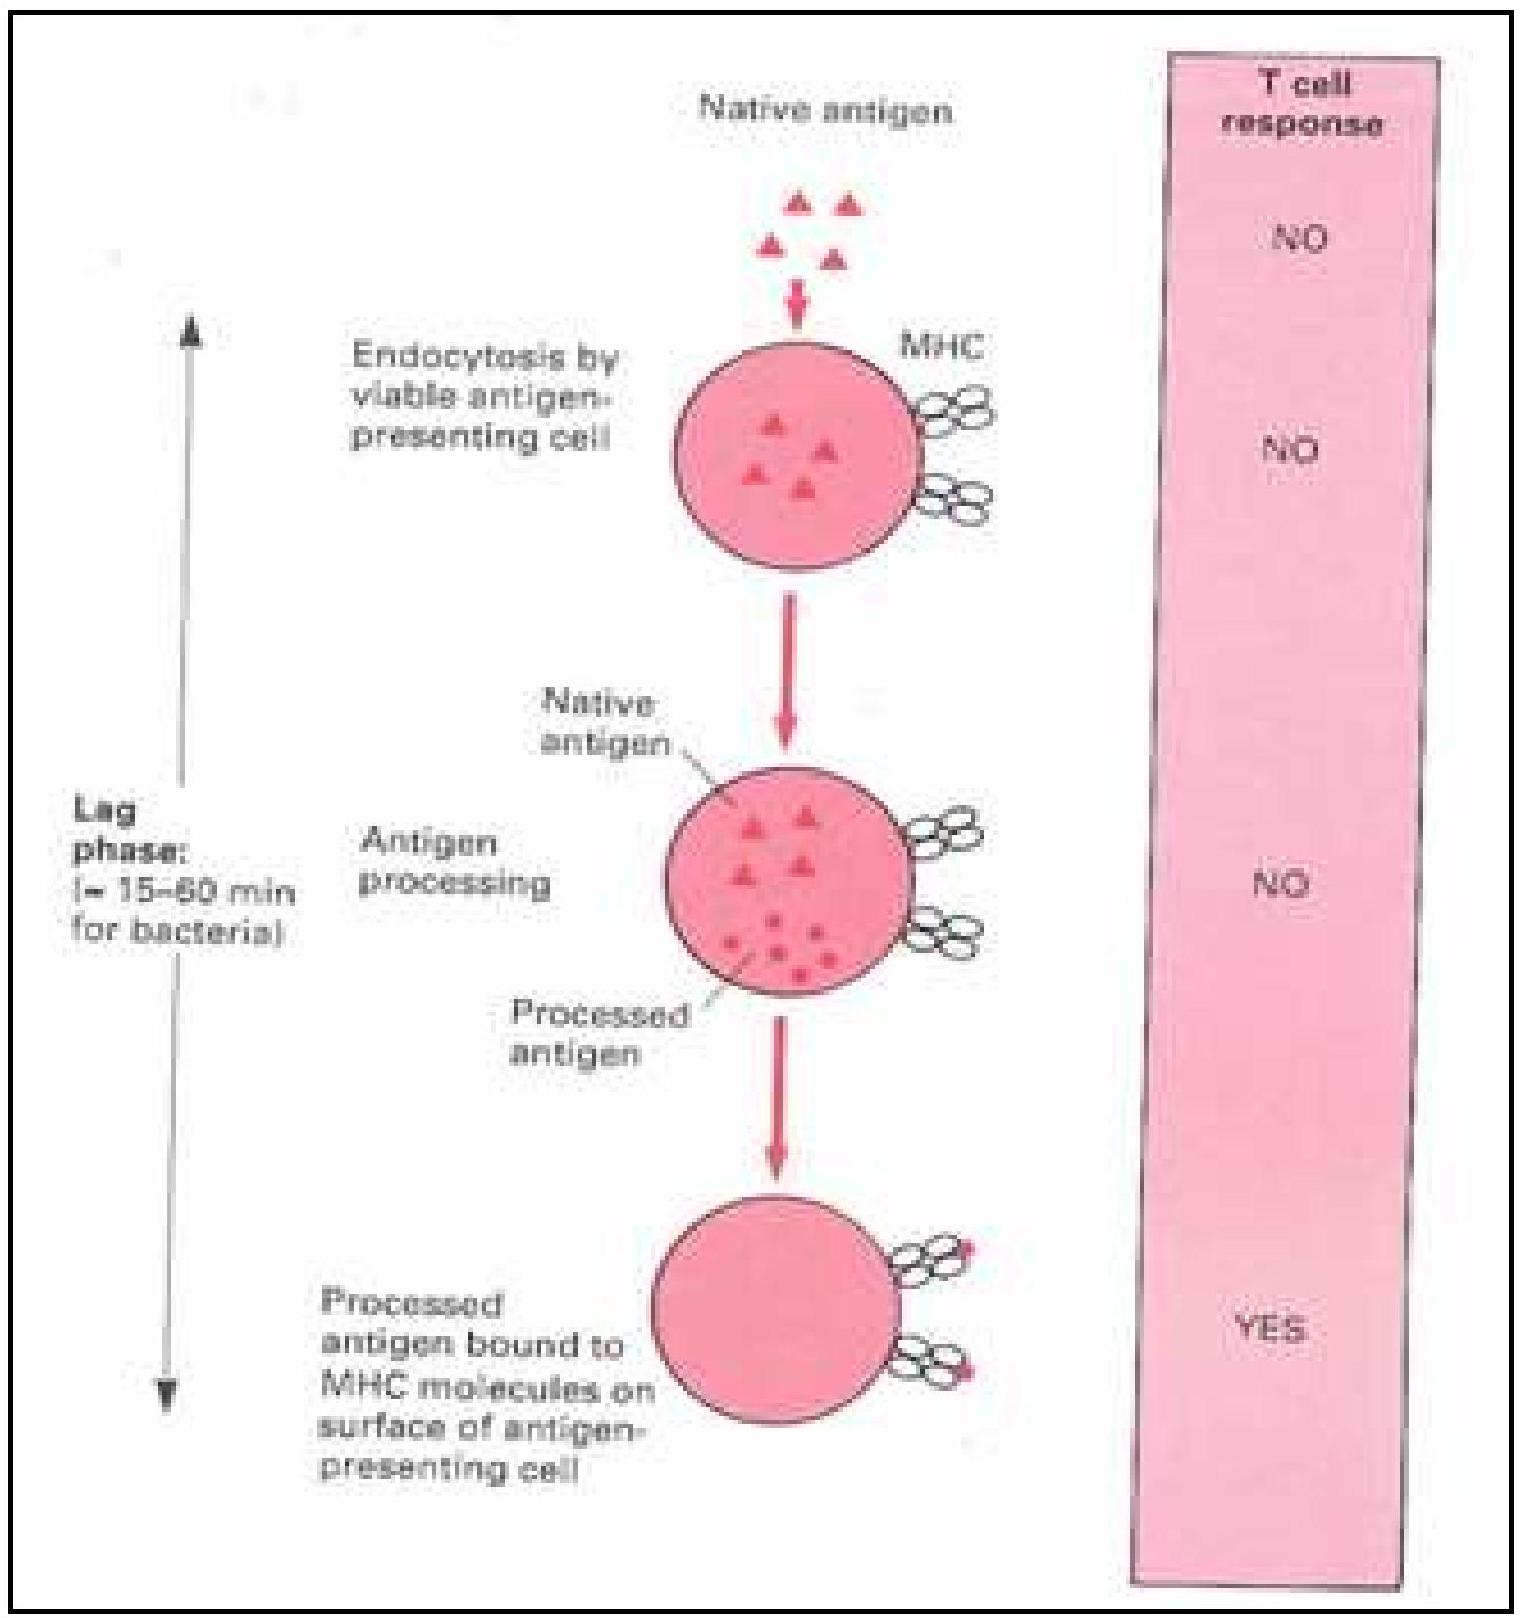 Native antigen
T cell
response
NO
Endocytosis by
viable antigen-
presenting cell
MHC
NO
Native
antigen
Lag
phase:
(≈ 15–60 min
for bacteria)
Antigen
processing
NO
Processed
antigen
Processed
antigen bound to
MHC molecules on
surface of antigen-
presenting cell
YES